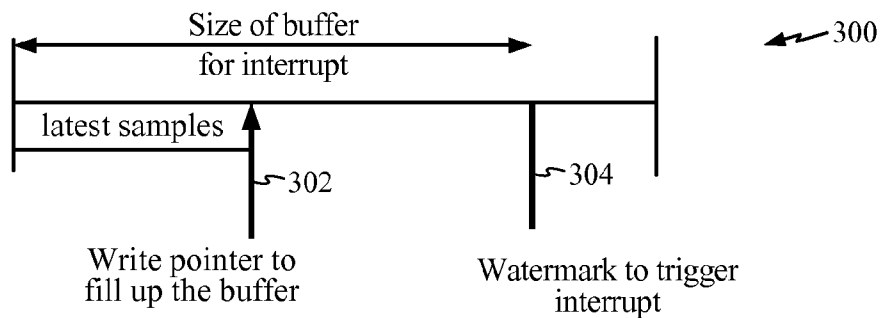 Size of buffer
for interrupt
300
latest samples
302
304
Write pointer to
fill up the buffer
Watermark to trigger
interrupt